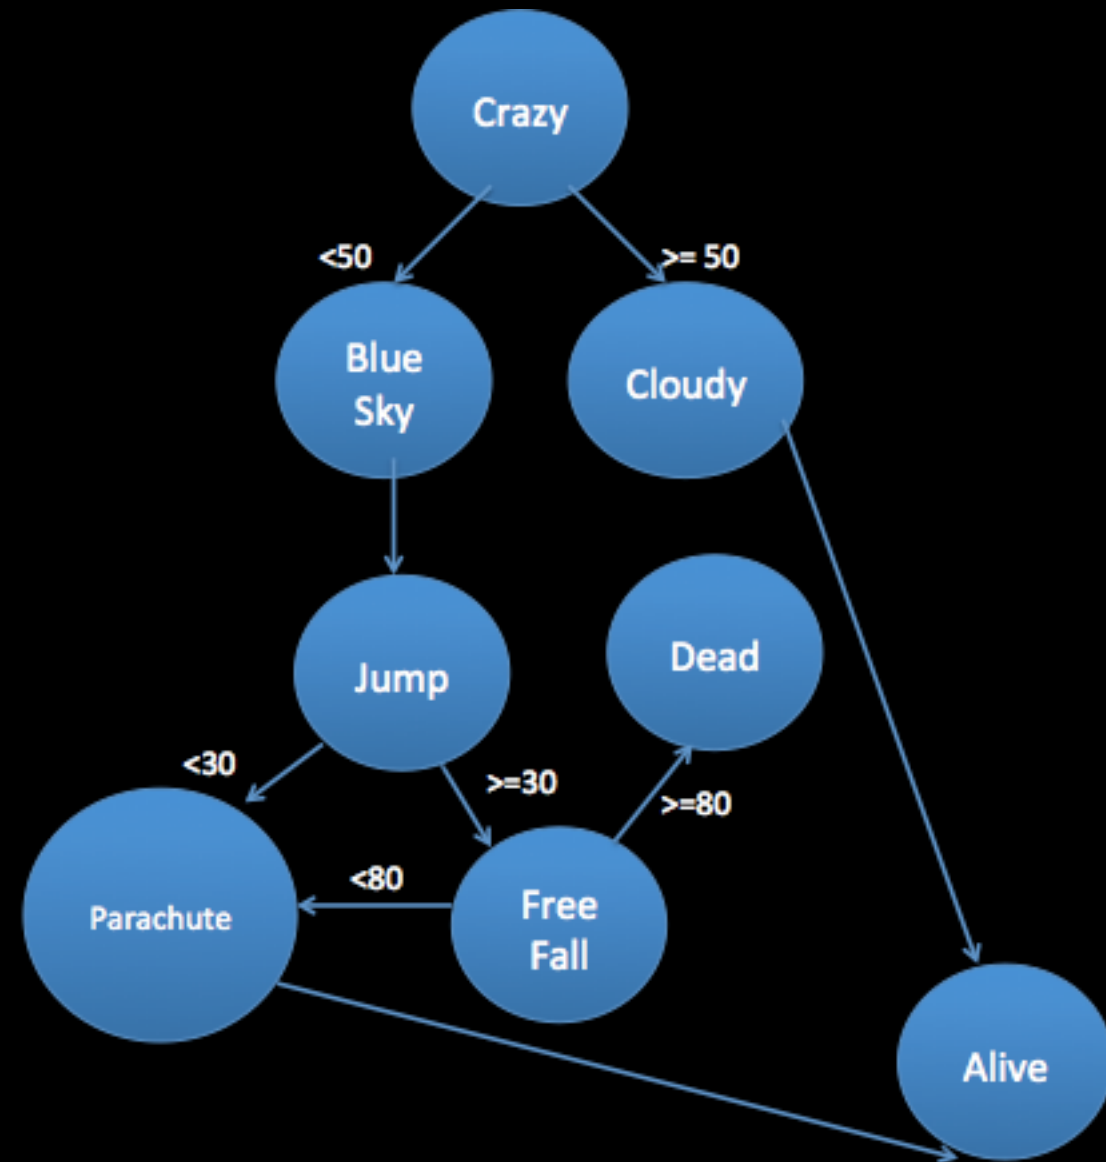 Crazy
<50
>= 50
Blue
Sky
Cloudy
Jump
Dead
<30
>=30
>=80
<80
Parachute
Free
Fall
Alive